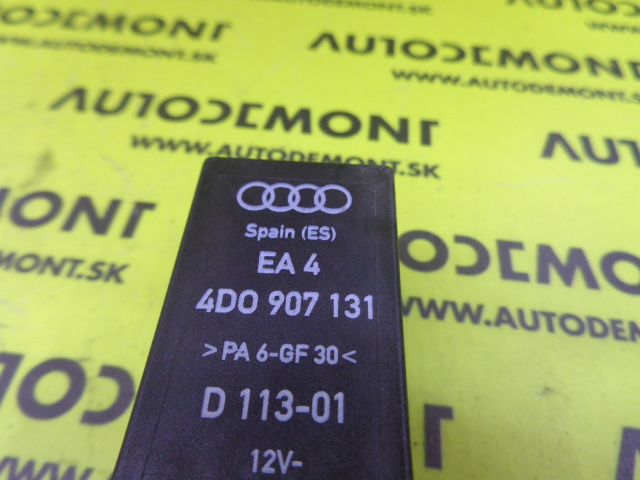 WWW.AUTODEMONT.SK
AUTODEMONT
WWW.AUTODEMONT.SK
AUTODEMONT
WWW.AUTODEMONT.SK
Spain (ES)
EA 4
4D0 907 131
>PA 6-GF 30<
D 113-01
12V-